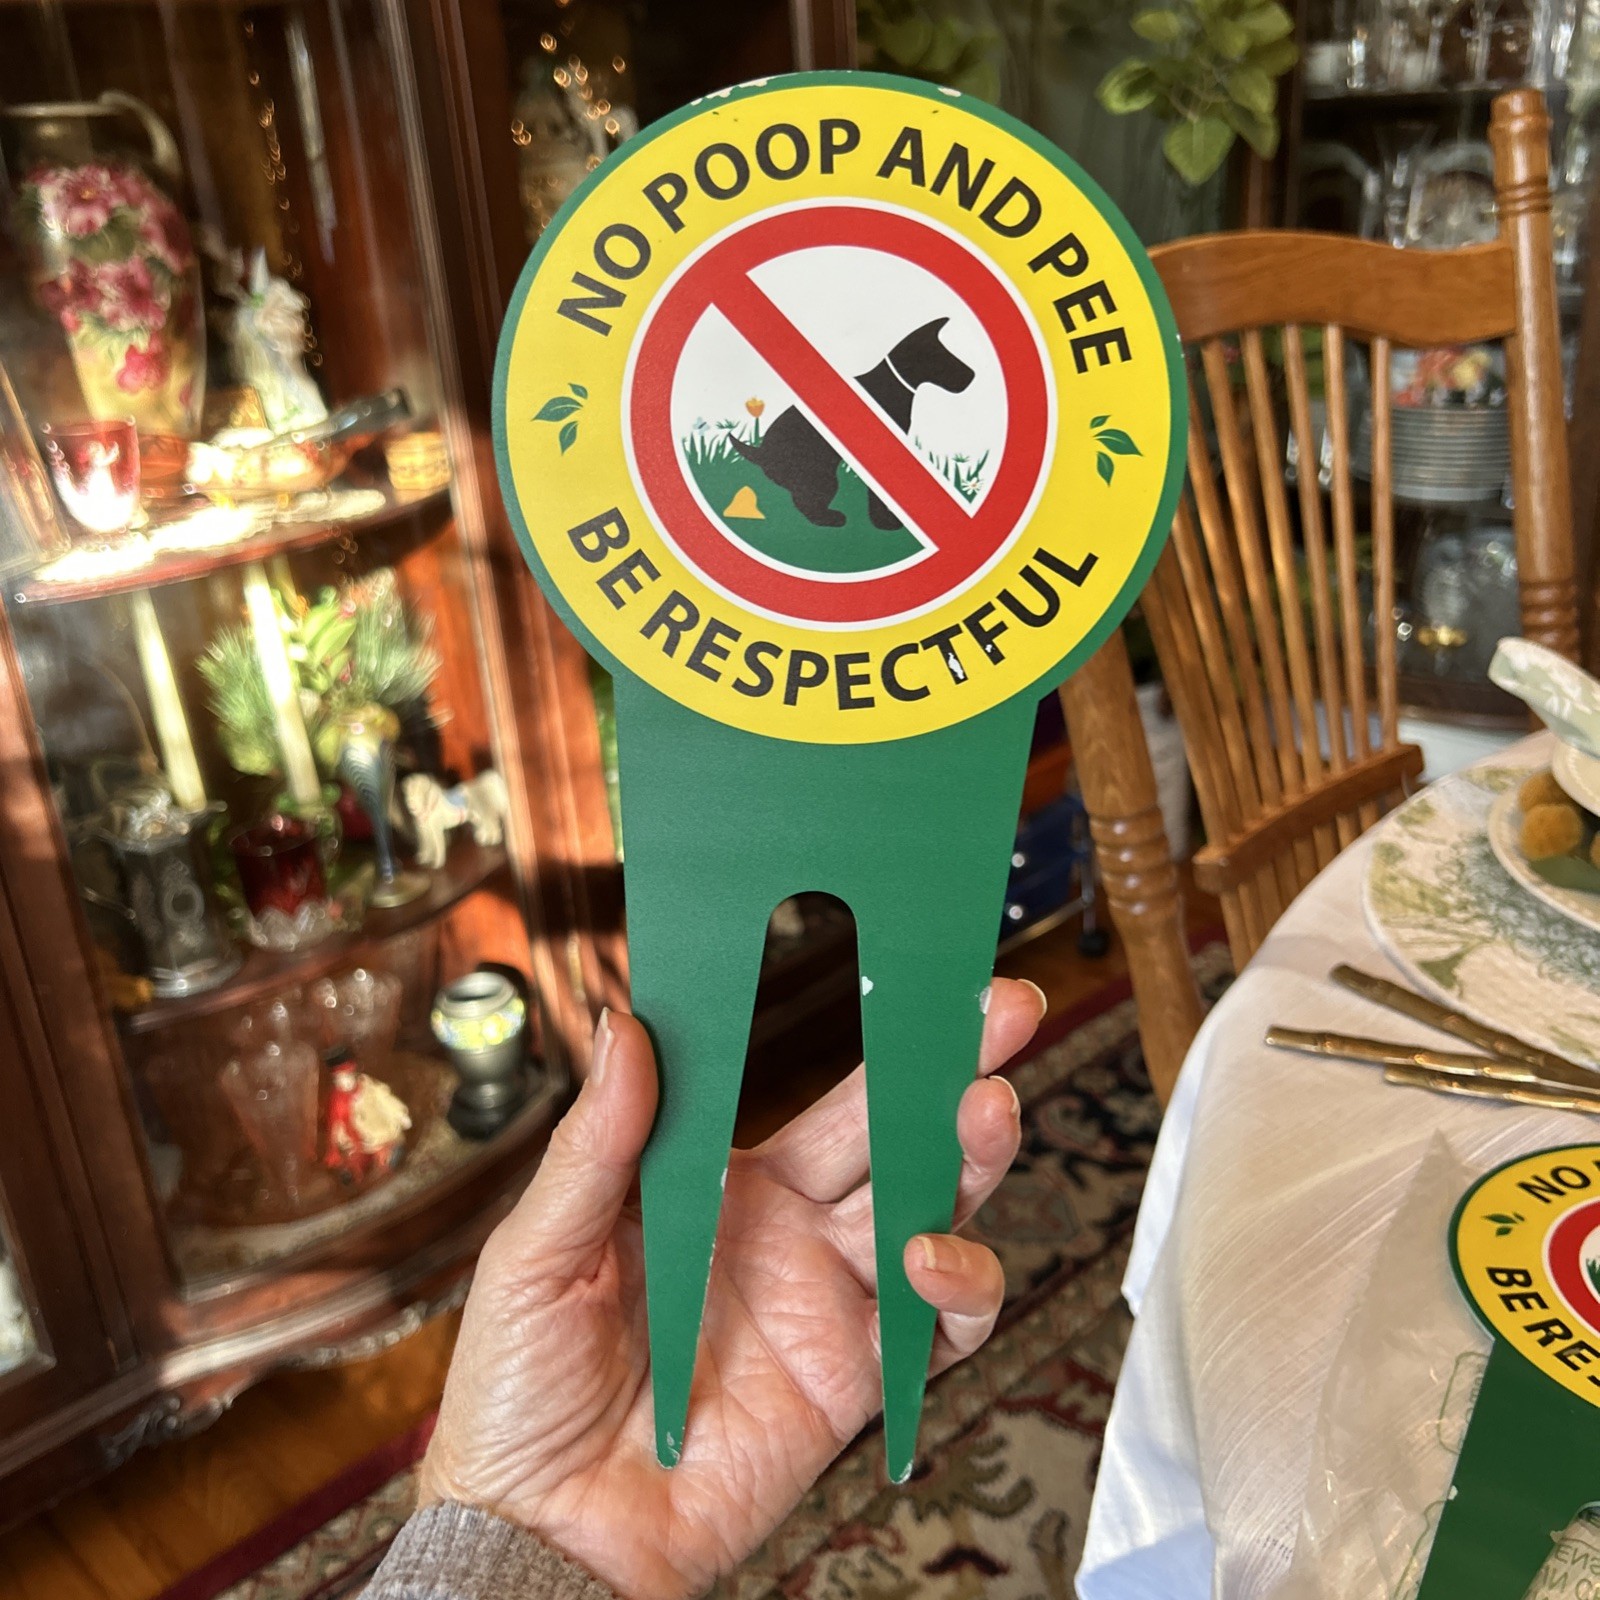 NO POOP AND PEE
BE RESPECTFUL
NO
BE RE